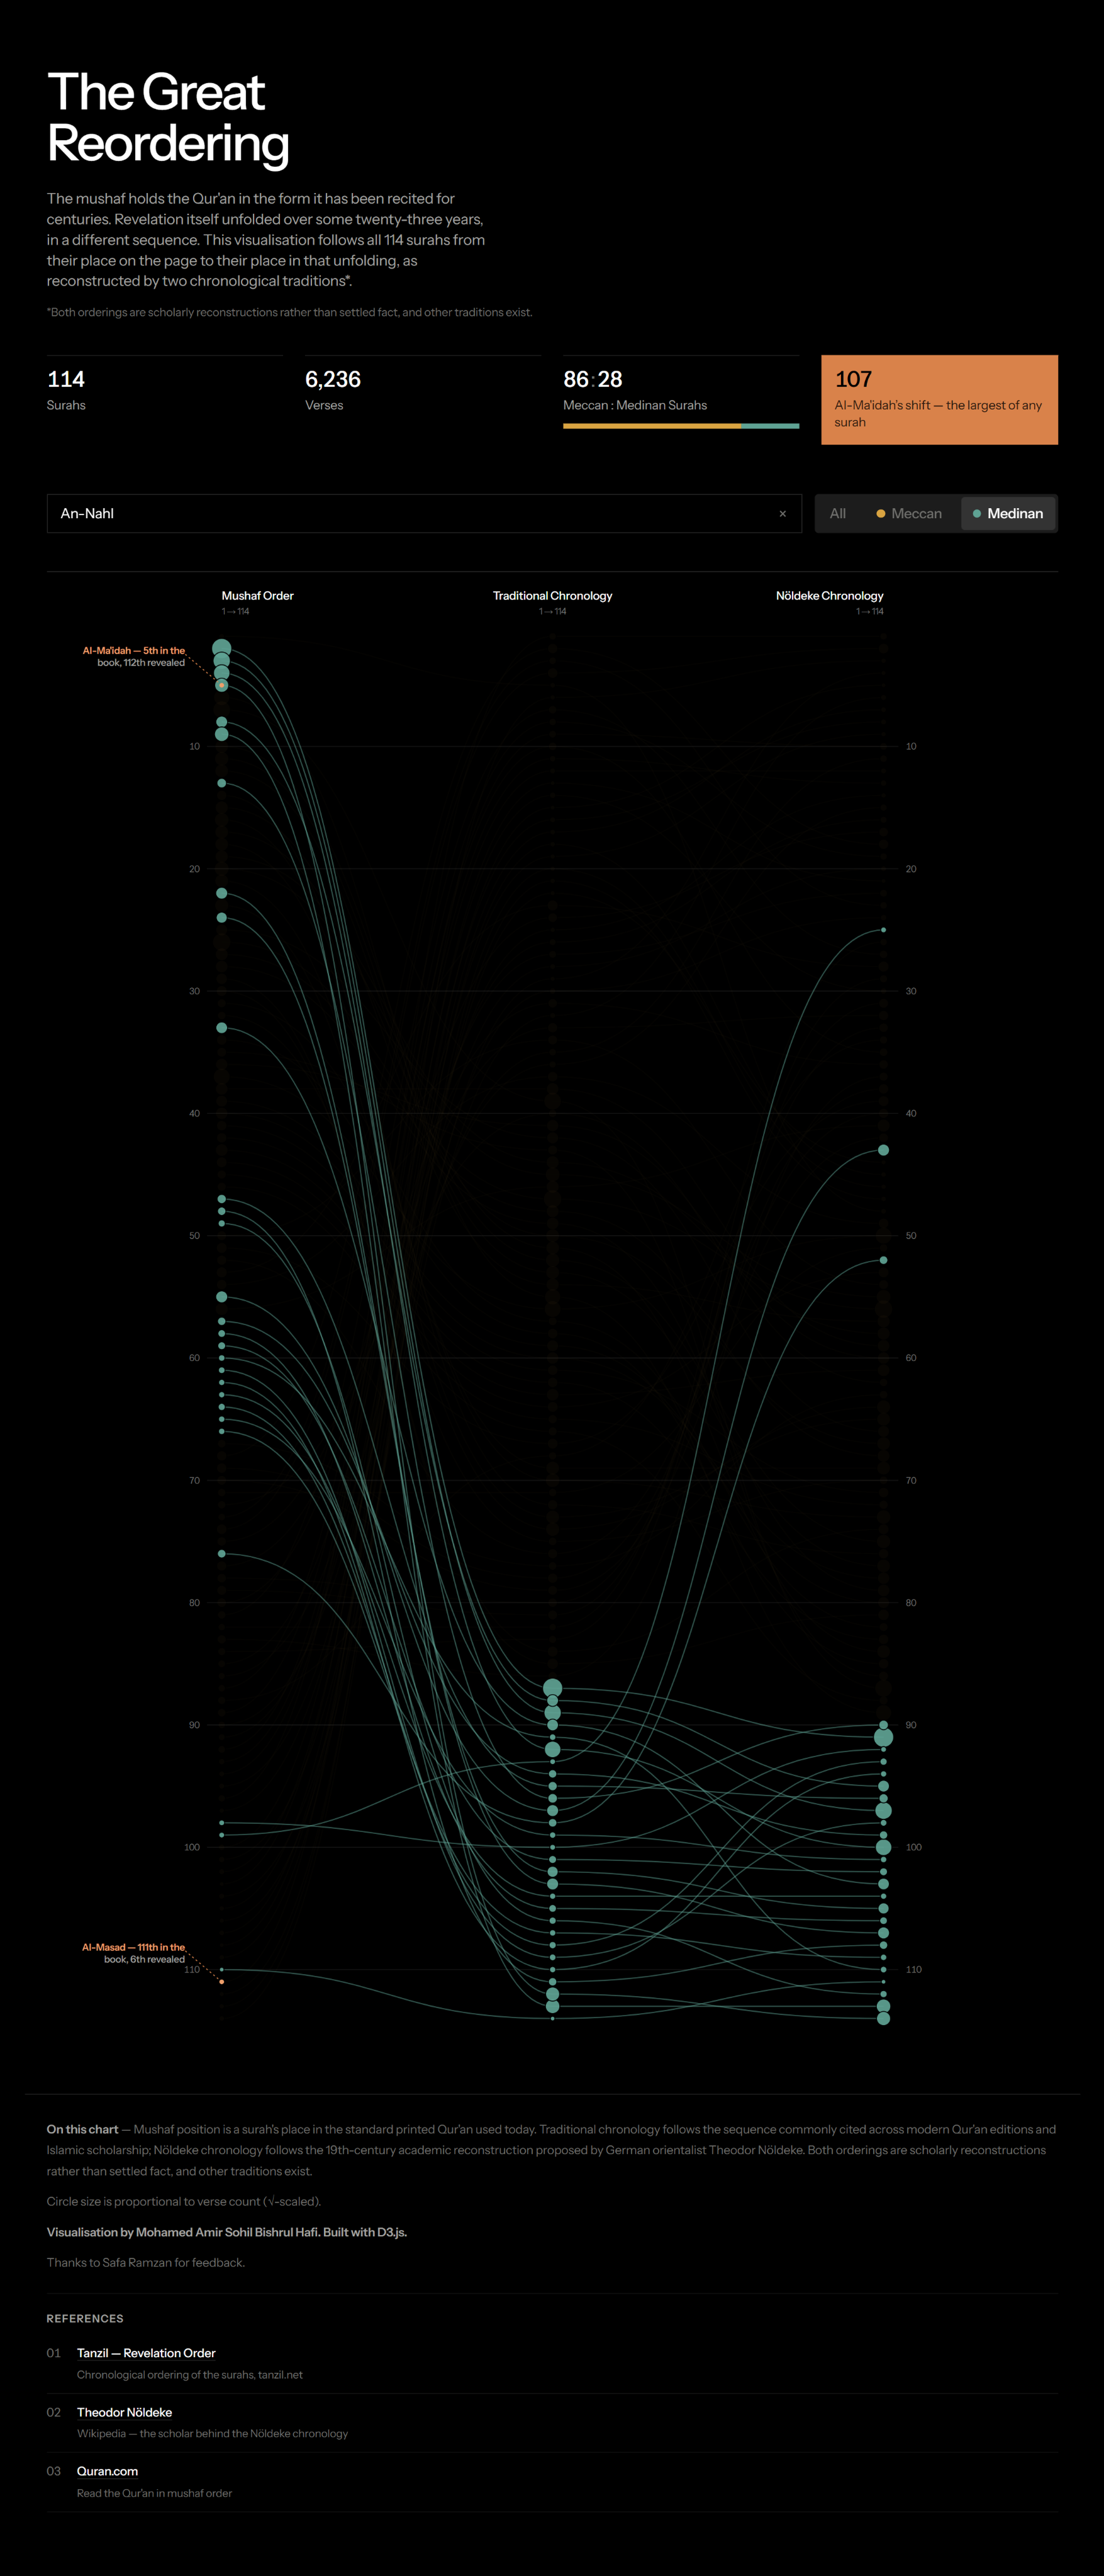 The Great
Reordering
The mushaf holds the Qur'an in the form it has been recited for
centuries. Revelation itself unfolded over some twenty-three years,
in a different sequence. This visualisation follows all 114 surahs from
their place on the page to their place in that unfolding, as
reconstructed by two chronological traditions*.
*Both orderings are scholarly reconstructions rather than settled fact, and other traditions exist.
114
Surahs
6,236
Verses
86:28
Meccan : Medinan Surahs
107
Al-Ma'idah's shift — the largest of any
surah
An-Nahl ×
All Meccan Medinan
Mushaf Order Traditional Chronology Nöldeke Chronology
1→114 1→114 1→114
Al-Ma'idah — 5th in the
book, 112th revealed
10 10
20 20
30 30
40 40
50 50
60 60
70 70
80 80
90 90
100 100
Al-Masad — 111th in the
book, 6th revealed
110 110
On this chart — Mushaf position is a surah's place in the standard printed Qur'an used today. Traditional chronology follows the sequence commonly cited across modern Qur'an editions and
Islamic scholarship; Nöldeke chronology follows the 19th-century academic reconstruction proposed by German orientalist Theodor Nöldeke. Both orderings are scholarly reconstructions
rather than settled fact, and other traditions exist.
Circle size is proportional to verse count (√-scaled).
Visualisation by Mohamed Amir Sohil Bishrul Hafi. Built with D3.js.
Thanks to Safa Ramzan for feedback.
REFERENCES
01 Tanzil — Revelation Order
Chronological ordering of the surahs, tanzil.net
02 Theodor Nöldeke
Wikipedia — the scholar behind the Nöldeke chronology
03 Quran.com
Read the Qur'an in mushaf order